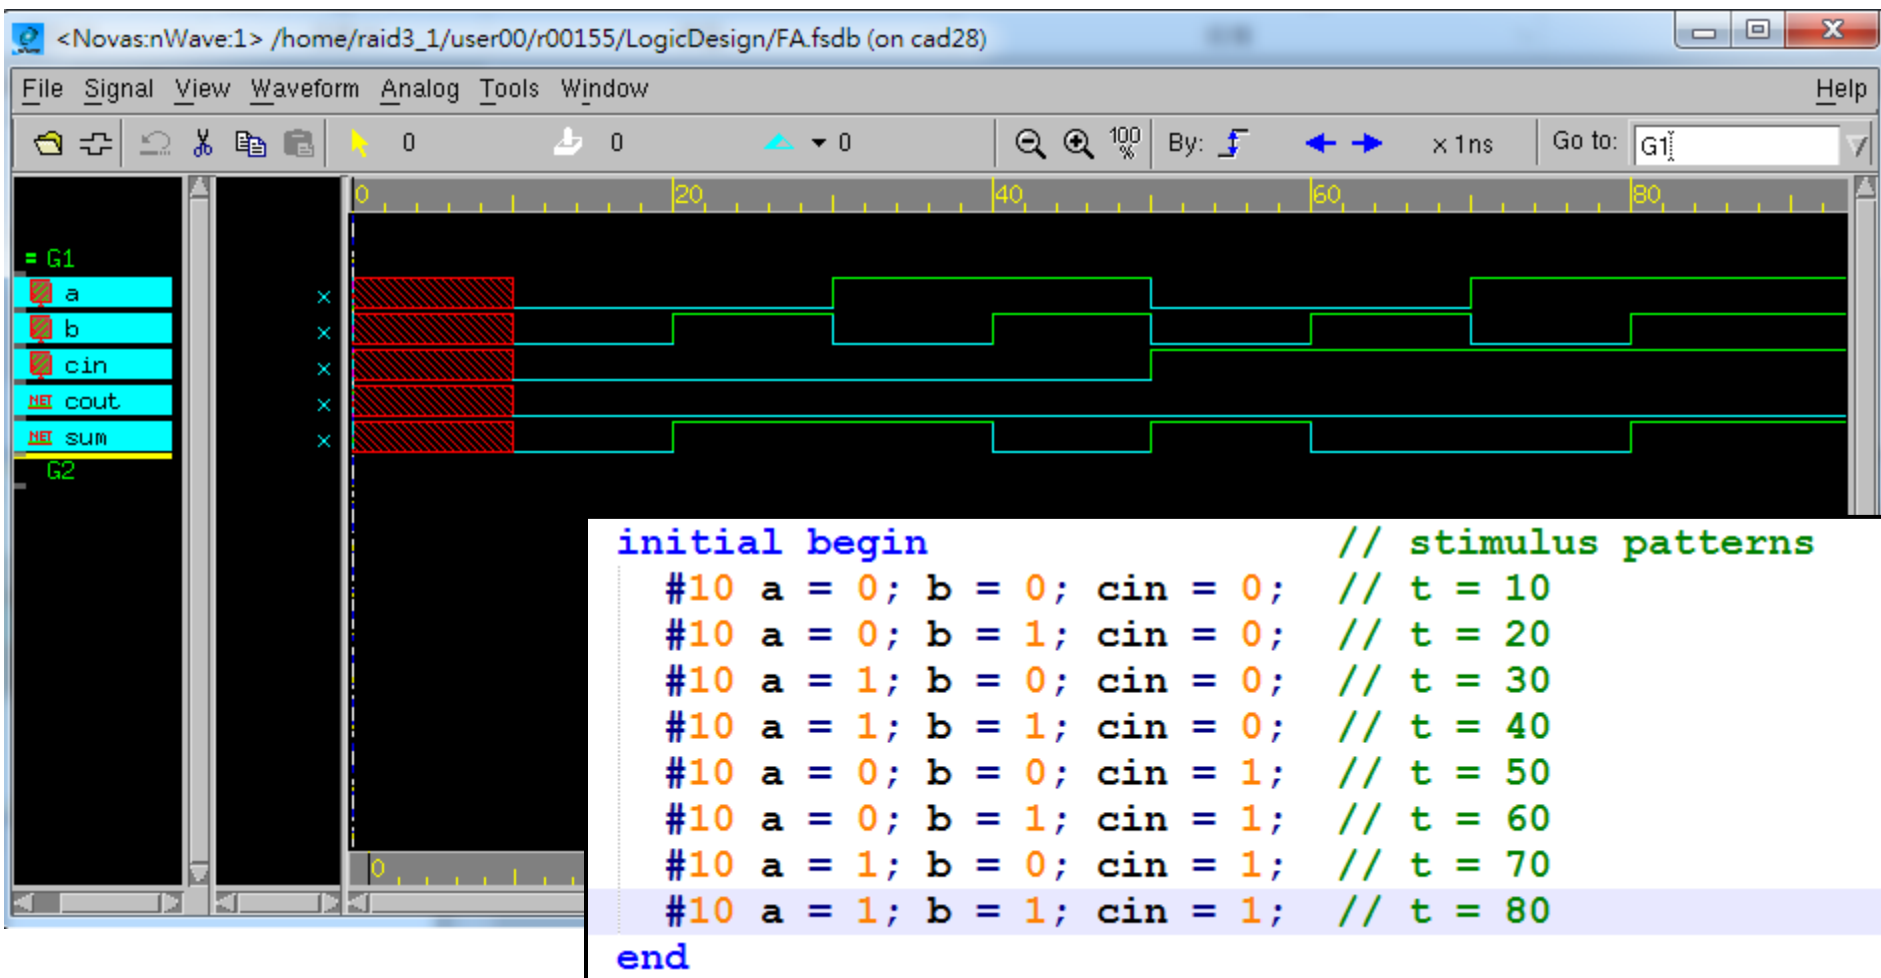 <Novas:nWave:1> /home/raid3_1/user00/r00155/LogicDesign/FA.fsdb (on cad28)
File Signal View Waveform Analog Tools Window Help
0 0 0 100 % By: x 1ns Go to: G1
0 20 40 60 80
= G1
a x
b x
cin x
NET cout x
NET sum x
G2
0
initial begin // stimulus patterns
#10 a = 0; b = 0; cin = 0; // t = 10
#10 a = 0; b = 1; cin = 0; // t = 20
#10 a = 1; b = 0; cin = 0; // t = 30
#10 a = 1; b = 1; cin = 0; // t = 40
#10 a = 0; b = 0; cin = 1; // t = 50
#10 a = 0; b = 1; cin = 1; // t = 60
#10 a = 1; b = 0; cin = 1; // t = 70
#10 a = 1; b = 1; cin = 1; // t = 80
end